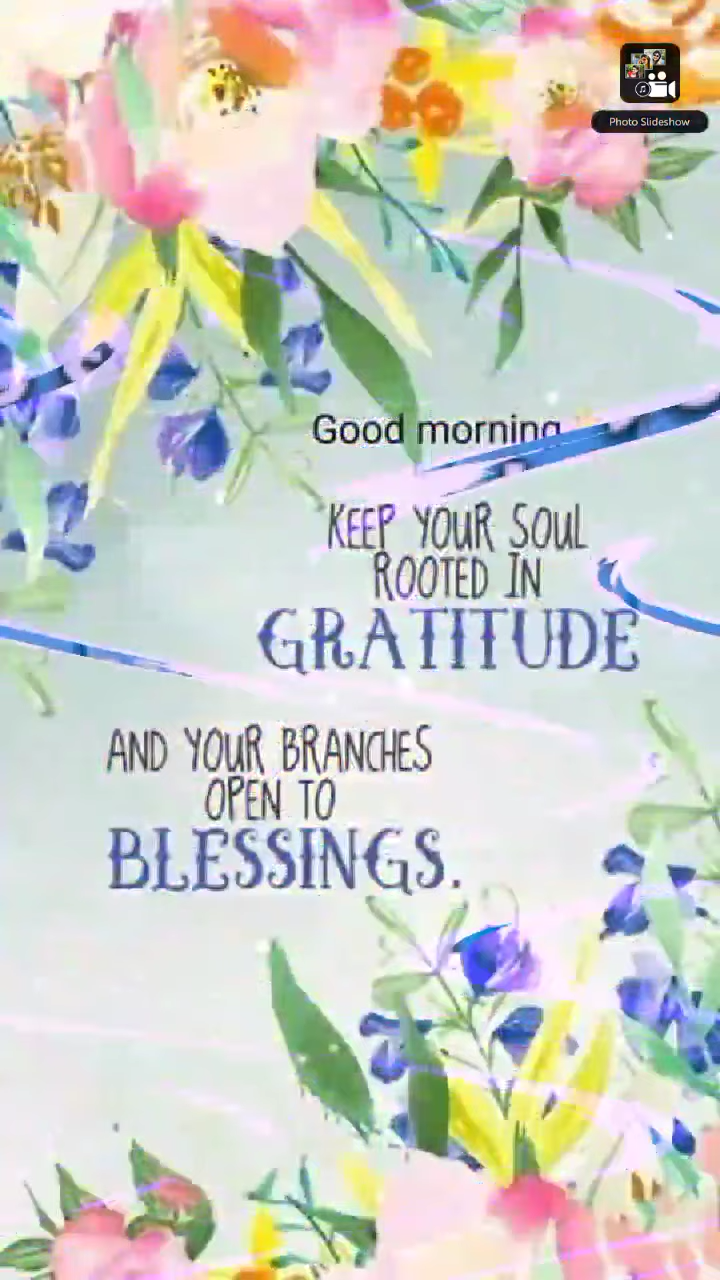 Photo Slideshow
Good morning
KEEP YOUR SOUL
ROOTED IN
GRATITUDE
AND YOUR BRANCHES
OPEN TO
BLESSINGS.